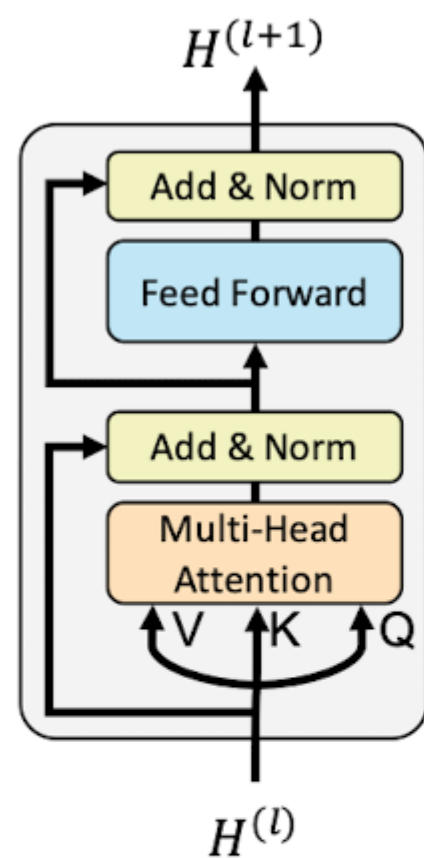 H^(l+1)
Add & Norm
Feed Forward
Add & Norm
Multi-Head
Attention
V K Q
H^(l)